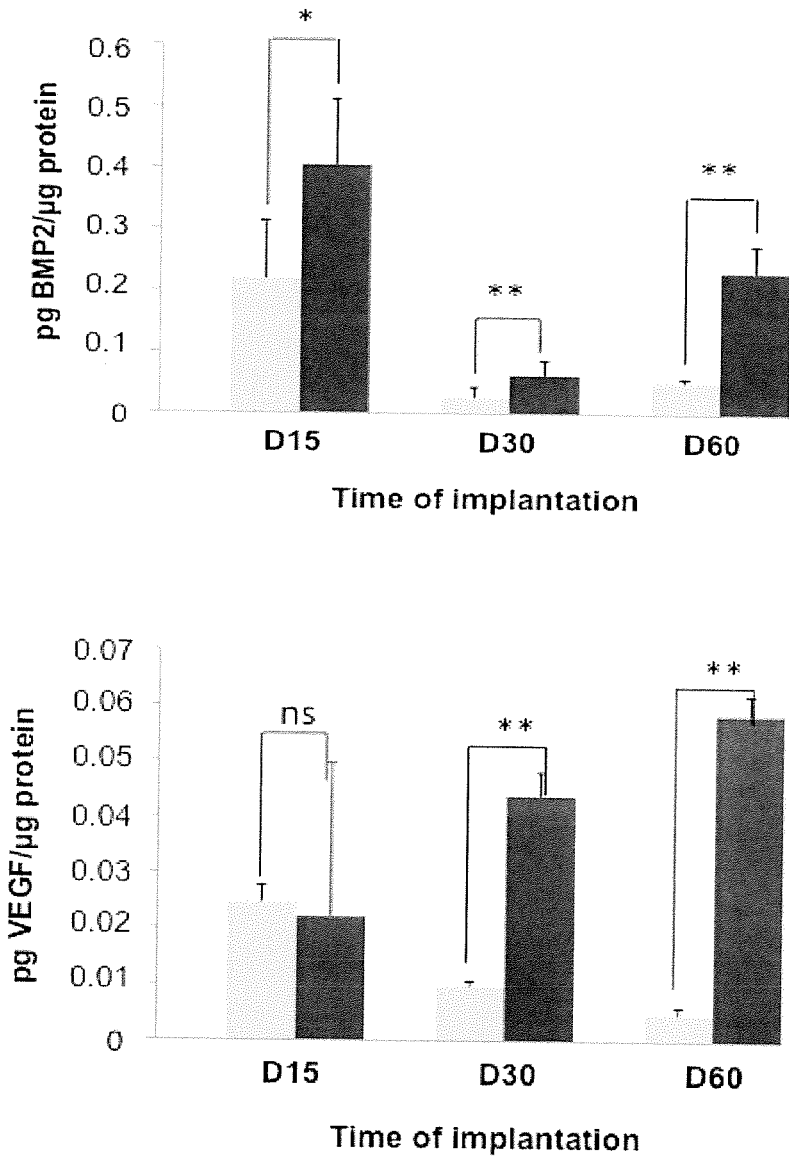 *
0.6
0.5
0.4
0.3
0.2
0.1
0
pg BMP2/µg protein
**
**
D15 D30 D60
Time of implantation
0.07
0.06
0.05
0.04
0.03
0.02
0.01
0
pg VEGF/µg protein
ns
**
**
D15 D30 D60
Time of implantation